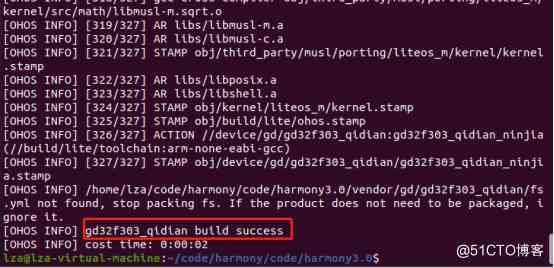 kernel/src/math/libmusl-m.sqrt.o
[OHOS INFO] [319/327] AR libs/libmusl-m.a
[OHOS INFO] [320/327] AR libs/libmusl-c.a
[OHOS INFO] [321/327] STAMP obj/third_party/musl/porting/liteos_m/kernel/kernel
.stamp
[OHOS INFO] [322/327] AR libs/libposix.a
[OHOS INFO] [323/327] AR libs/libshell.a
[OHOS INFO] [324/327] STAMP obj/kernel/liteos_m/kernel.stamp
[OHOS INFO] [325/327] STAMP obj/build/lite/ohos.stamp
[OHOS INFO] [326/327] ACTION //device/gd/gd32f303_qidian:gd32f303_qidian_ninjia
(//build/lite/toolchain:arm-none-eabi-gcc)
[OHOS INFO] [327/327] STAMP obj/device/gd/gd32f303_qidian/gd32f303_qidian_ninji
a.stamp
[OHOS INFO] /home/lza/code/harmony/code/harmony3.0/vendor/gd/gd32f303_qidian/fs
.yml not found, stop packing fs. If the product does not need to be packaged, i
gnore it.
[OHOS INFO] gd32f303_qidian build success
[OHOS INFO] cost time: 0:00:02
lza@lza-virtual-machine:~/code/harmony/code/harmony3.0$
@51CTO博客